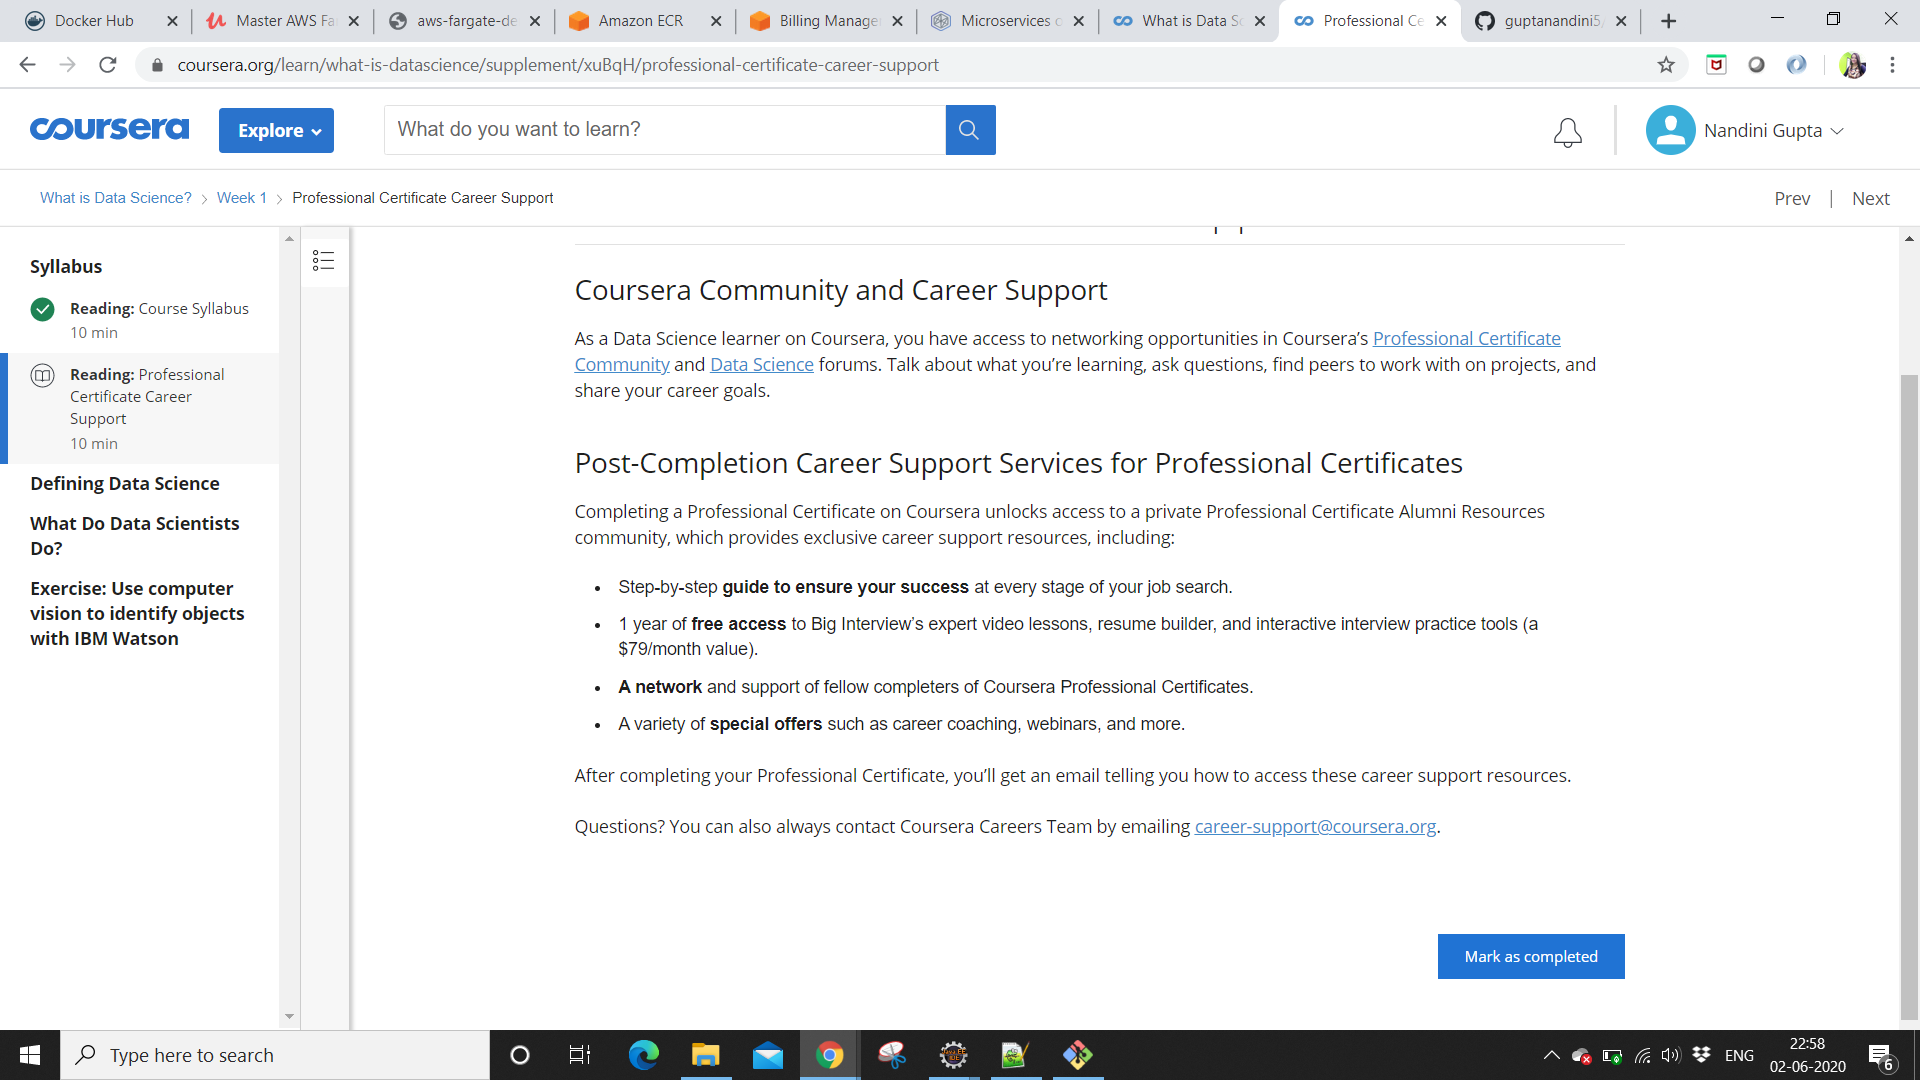 Docker Hub
Master AWS Fa
aws-fargate-de
Amazon ECR
Billing Manage
Microservices o
What is Data Sc
Professional Ce
guptanandini5/
coursera.org/learn/what-is-datascience/supplement/xuBqH/professional-certificate-career-support
coursera
Explore
What do you want to learn?
Nandini Gupta
What is Data Science?
Week 1
Professional Certificate Career Support
Prev | Next
Syllabus
Reading: Course Syllabus
10 min
Reading: Professional
Certificate Career
Support
10 min
Defining Data Science
What Do Data Scientists
Do?
Exercise: Use computer
vision to identify objects
with IBM Watson
Coursera Community and Career Support
As a Data Science learner on Coursera, you have access to networking opportunities in Coursera’s Professional Certificate
Community and Data Science forums. Talk about what you’re learning, ask questions, find peers to work with on projects, and
share your career goals.
Post-Completion Career Support Services for Professional Certificates
Completing a Professional Certificate on Coursera unlocks access to a private Professional Certificate Alumni Resources
community, which provides exclusive career support resources, including:
• Step-by-step guide to ensure your success at every stage of your job search.
• 1 year of free access to Big Interview’s expert video lessons, resume builder, and interactive interview practice tools (a
$79/month value).
• A network and support of fellow completers of Coursera Professional Certificates.
• A variety of special offers such as career coaching, webinars, and more.
After completing your Professional Certificate, you’ll get an email telling you how to access these career support resources.
Questions? You can also always contact Coursera Careers Team by emailing career-support@coursera.org.
Mark as completed
Type here to search
ENG
22:58
02-06-2020
6